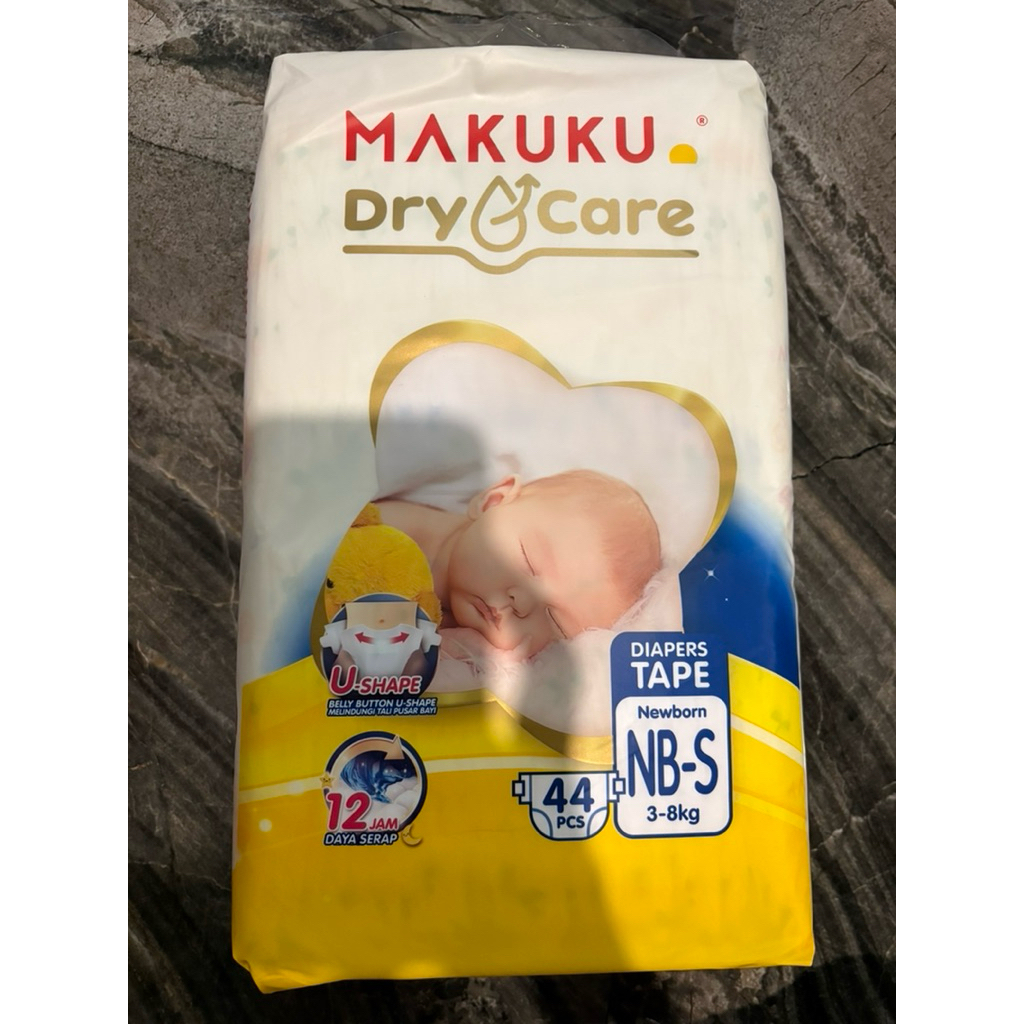 MAKUKU ®
Dry Care
U-SHAPE
BELLY BUTTON U-SHAPE
MELINDUNGI TALI PUSAR BAYI
12 JAM
DAYA SERAP
44
PCS
DIAPERS
TAPE
Newborn
NB-S
3-8kg